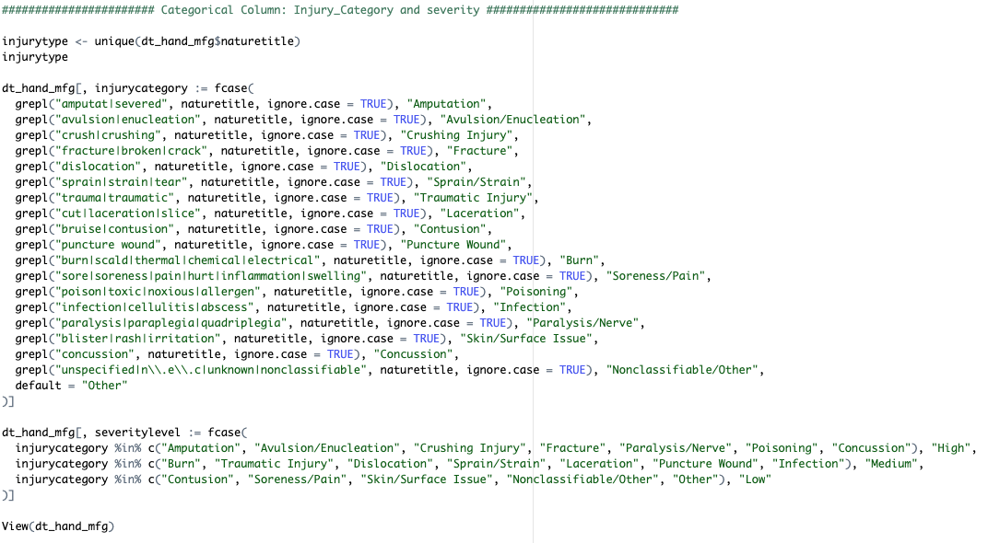 ####################### Categorical Column: Injury_Category and severity #############################
injurytype <- unique(dt_hand_mfg$naturetitle)
injurytype
dt_hand_mfg[, injurycategory := fcase(
  grepl("amputat|severed", naturetitle, ignore.case = TRUE), "Amputation",
  grepl("avulsion|enucleation", naturetitle, ignore.case = TRUE), "Avulsion/Enucleation",
  grepl("crush|crushing", naturetitle, ignore.case = TRUE), "Crushing Injury",
  grepl("fracture|broken|crack", naturetitle, ignore.case = TRUE), "Fracture",
  grepl("dislocation", naturetitle, ignore.case = TRUE), "Dislocation",
  grepl("sprain|strain|tear", naturetitle, ignore.case = TRUE), "Sprain/Strain",
  grepl("trauma|traumatic", naturetitle, ignore.case = TRUE), "Traumatic Injury",
  grepl("cut|laceration|slice", naturetitle, ignore.case = TRUE), "Laceration",
  grepl("bruise|contusion", naturetitle, ignore.case = TRUE), "Contusion",
  grepl("puncture wound", naturetitle, ignore.case = TRUE), "Puncture Wound",
  grepl("burn|scald|thermal|chemical|electrical", naturetitle, ignore.case = TRUE), "Burn",
  grepl("sore|soreness|pain|hurt|inflammation|swelling", naturetitle, ignore.case = TRUE), "Soreness/Pain",
  grepl("poison|toxic|noxious|allergen", naturetitle, ignore.case = TRUE), "Poisoning",
  grepl("infection|cellulitis|abscess", naturetitle, ignore.case = TRUE), "Infection",
  grepl("paralysis|paraplegia|quadriplegia", naturetitle, ignore.case = TRUE), "Paralysis/Nerve",
  grepl("blister|rash|irritation", naturetitle, ignore.case = TRUE), "Skin/Surface Issue",
  grepl("concussion", naturetitle, ignore.case = TRUE), "Concussion",
  grepl("unspecified|n\\.e\\.c|unknown|nonclassifiable", naturetitle, ignore.case = TRUE), "Nonclassifiable/Other",
  default = "Other"
)]
dt_hand_mfg[, severitylevel := fcase(
  injurycategory %in% c("Amputation", "Avulsion/Enucleation", "Crushing Injury", "Fracture", "Paralysis/Nerve", "Poisoning", "Concussion"), "High",
  injurycategory %in% c("Burn", "Traumatic Injury", "Dislocation", "Sprain/Strain", "Laceration", "Puncture Wound", "Infection"), "Medium",
  injurycategory %in% c("Contusion", "Soreness/Pain", "Skin/Surface Issue", "Nonclassifiable/Other", "Other"), "Low"
)]
View(dt_hand_mfg)